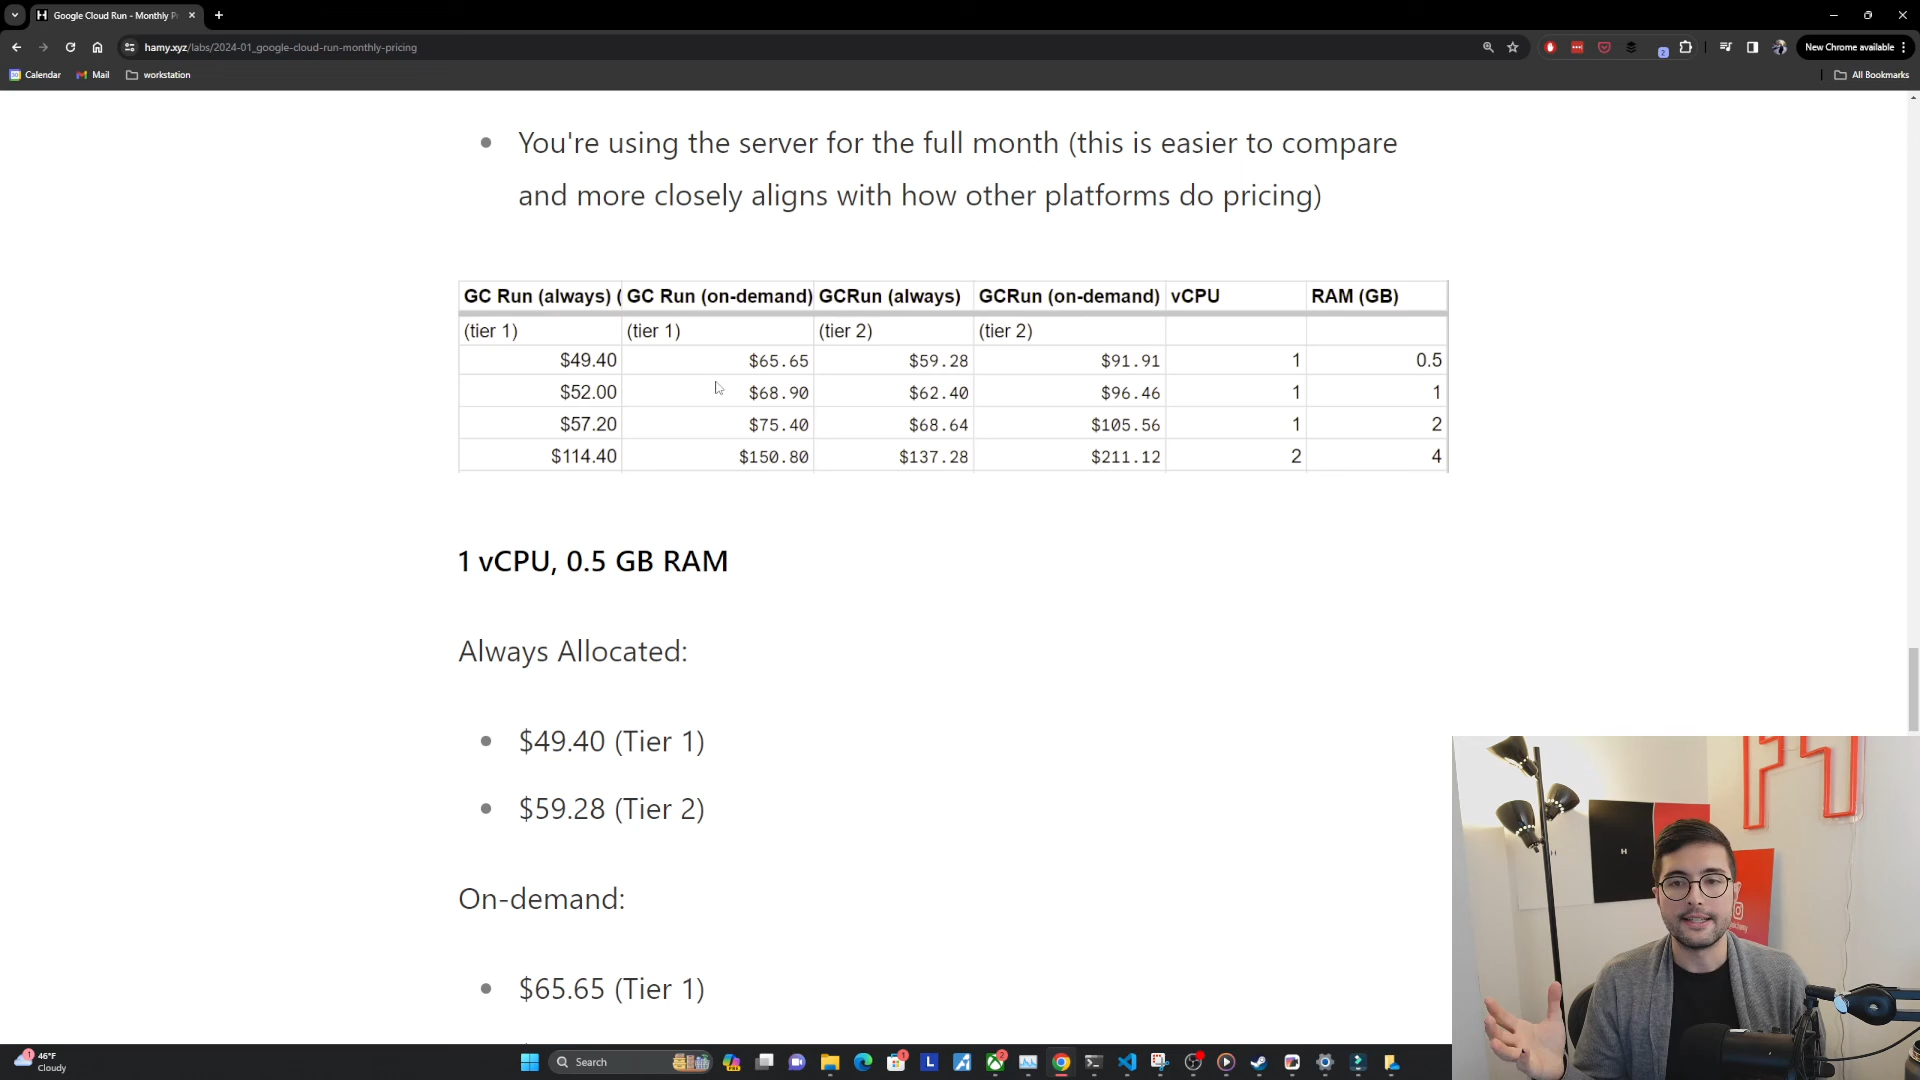 Google Cloud Run - Monthly P
hamy.xyz/labs/2024-01_google-cloud-run-monthly-pricing
New Chrome available
Calendar
Mail
workstation
All Bookmarks
You're using the server for the full month (this is easier to compare
and more closely aligns with how other platforms do pricing)
GC Run (always) ( GC Run (on-demand) GCRun (always) GCRun (on-demand) vCPU RAM (GB)
(tier 1) (tier 1) (tier 2) (tier 2)
$49.40 $65.65 $59.28 $91.91 1 0.5
$52.00 $68.90 $62.40 $96.46 1 1
$57.20 $75.40 $68.64 $105.56 1 2
$114.40 $150.80 $137.28 $211.12 2 4
1 vCPU, 0.5 GB RAM
Always Allocated:
$49.40 (Tier 1)
$59.28 (Tier 2)
On-demand:
$65.65 (Tier 1)
H
46°F
Cloudy
Search